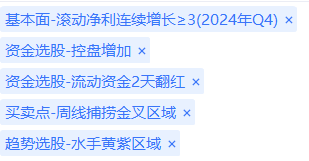 基本面-滚动净利连续增长≥3(2024年Q4) ×
资金选股-控盘增加 ×
资金选股-流动资金2天翻红 ×
买卖点-周线捕捞金叉区域 ×
趋势选股-水手黄紫区域 ×